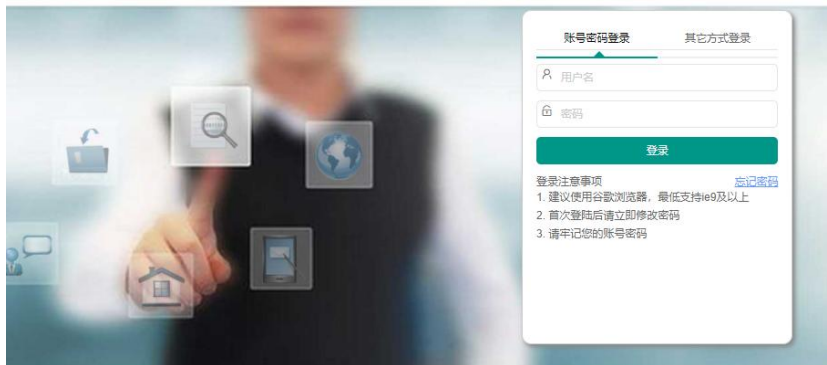 账号密码登录 其它方式登录
用户名
密码
登录
登录注意事项 忘记密码
1. 建议使用谷歌浏览器，最低支持ie9及以上
2. 首次登陆后请立即修改密码
3. 请牢记您的账号密码